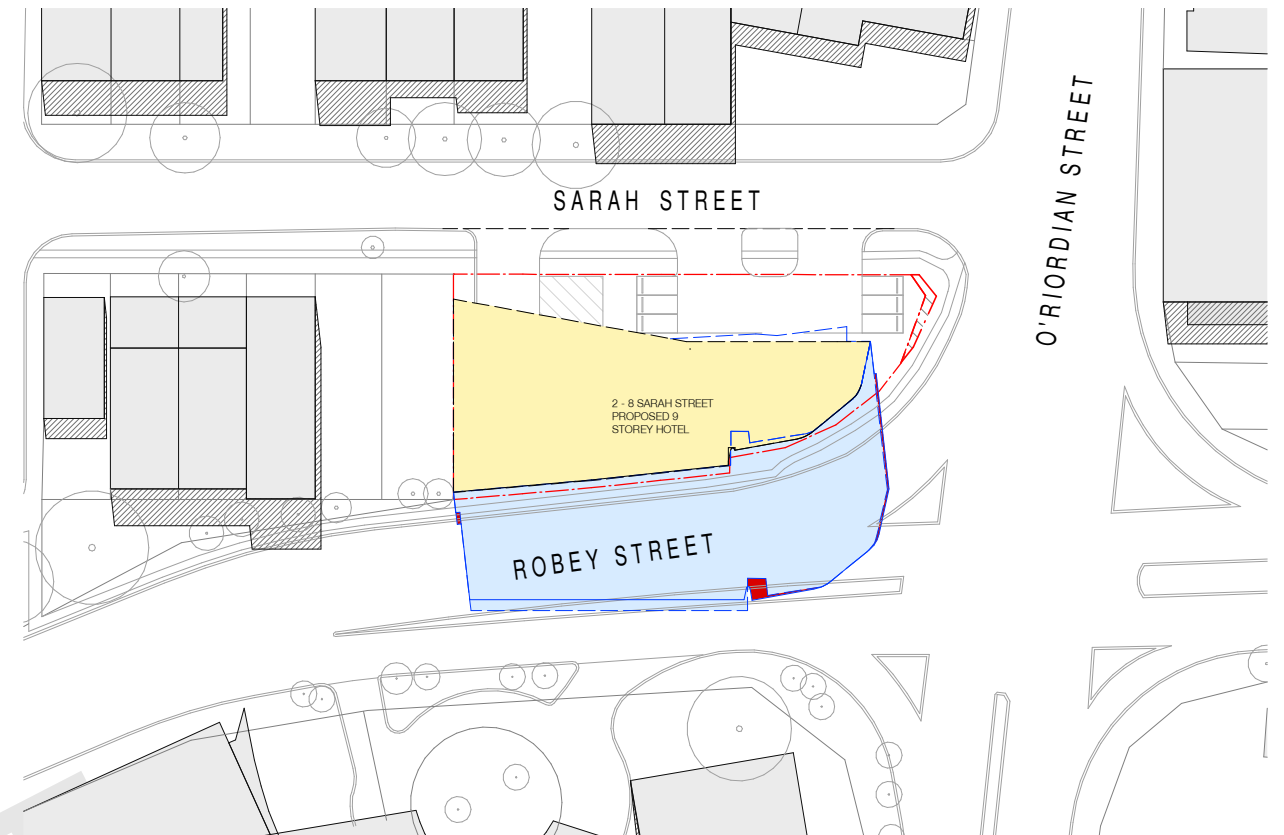 SARAH STREET
O'RIORDIAN STREET
2 - 8 SARAH STREET
PROPOSED 9
STOREY HOTEL
ROBEY STREET